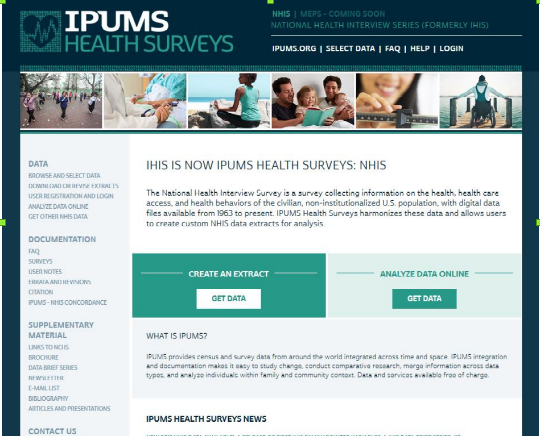 IPUMS
HEALTH SURVEYS
NHIS | MEPS - COMING SOON
NATIONAL HEALTH INTERVIEW SERIES (FORMERLY IHIS)
IPUMS.ORG | SELECT DATA | FAQ | HELP | LOGIN
DATA
BROWSE AND SELECT DATA
DOWNLOAD OR REVISE EXTRACTS
USER REGISTRATION AND LOGIN
ANALYZE DATA ONLINE
GET OTHER NHIS DATA
DOCUMENTATION
FAQ
SURVEYS
USER NOTES
ERRATA AND REVISIONS
CITATION
IPUMS - NHIS CONCORDANCE
SUPPLEMENTARY
MATERIAL
LINKS TO NCHS
BROCHURE
DATA BRIEF SERIES
NEWSLETTER
E-MAIL LIST
BIBLIOGRAPHY
ARTICLES AND PRESENTATIONS
CONTACT US
IHIS IS NOW IPUMS HEALTH SURVEYS: NHIS
The National Health Interview Survey is a survey collecting information on the health, health care
access, and health behaviors of the civilian, non-institutionalized U.S. population, with digital data
files available from 1963 to present. IPUMS Health Surveys harmonizes these data and allows users
to create custom NHIS data extracts for analysis.
CREATE AN EXTRACT
GET DATA
ANALYZE DATA ONLINE
GET DATA
WHAT IS IPUMS?
IPUMS provides census and survey data from around the world integrated across time and space. IPUMS integration
and documentation makes it easy to study change, conduct comparative research, merge information across data
types, and analyze individuals within family and community context. Data and services available free of charge.
IPUMS HEALTH SURVEYS NEWS